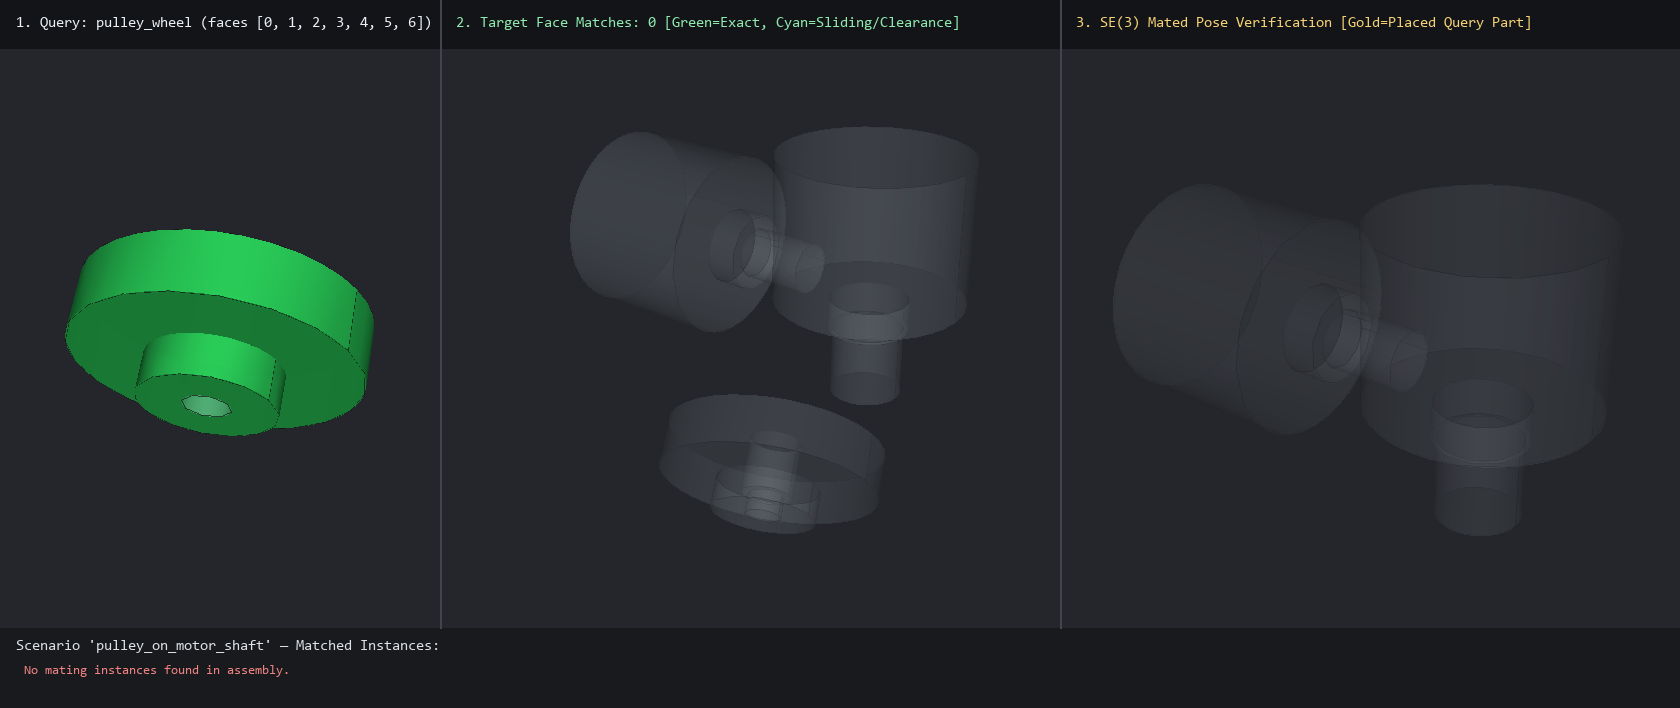 1. Query: pulley_wheel (faces [0, 1, 2, 3, 4, 5, 6])
2. Target Face Matches: 0 [Green=Exact, Cyan=Sliding/Clearance]
3. SE(3) Mated Pose Verification [Gold=Placed Query Part]
Scenario 'pulley_on_motor_shaft' — Matched Instances:
No mating instances found in assembly.